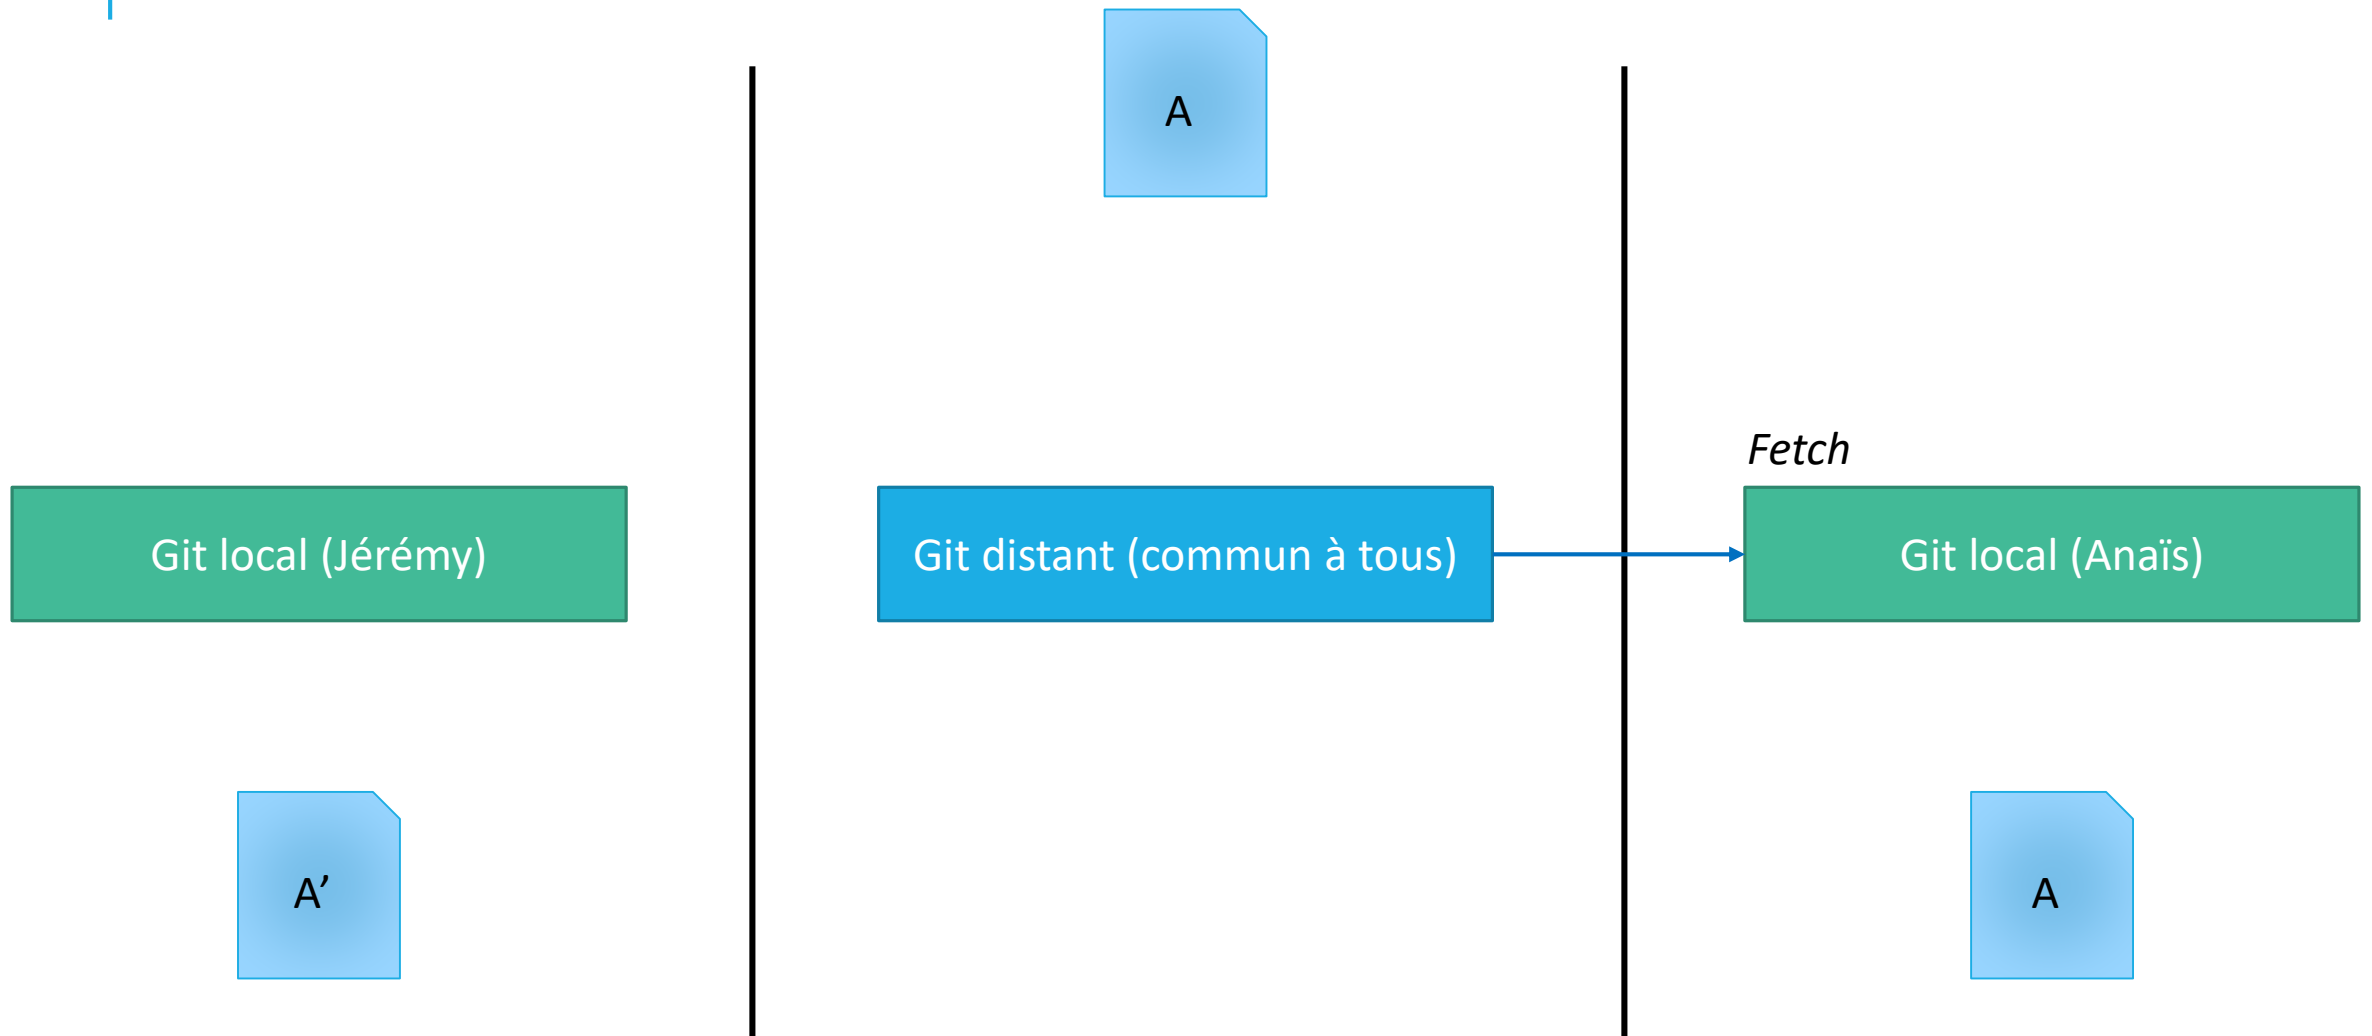 A
Fetch
Git local (Jérémy)
Git distant (commun à tous)
Git local (Anaïs)
A’
A